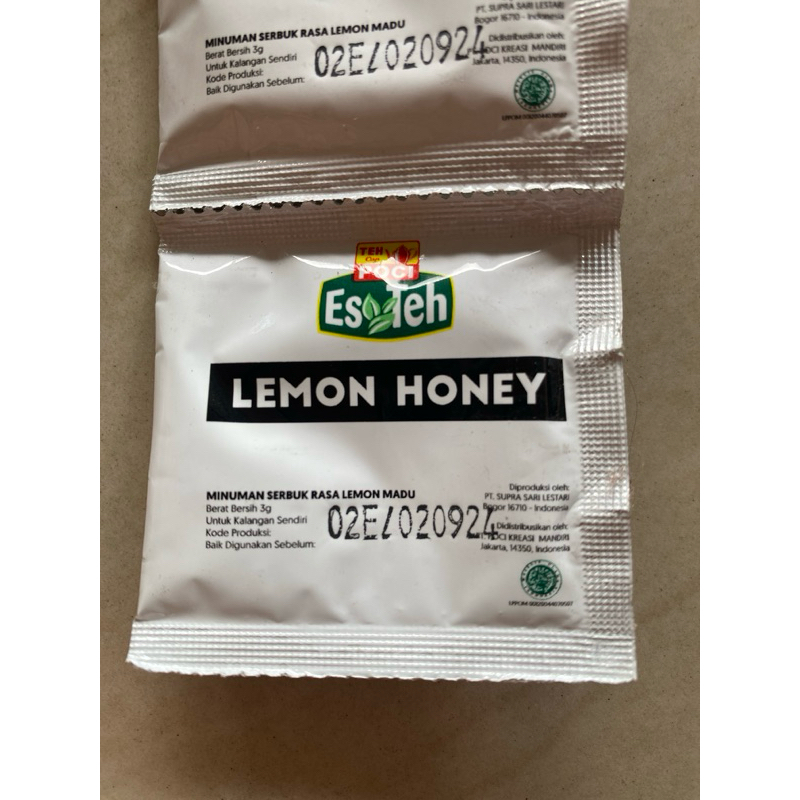 PT. SUPRA SARI LESTARI
Bogor 16710 - Indonesia
MINUMAN SERBUK RASA LEMON MADU
Berat Bersih 3g
Untuk Kalangan Sendiri
Kode Produksi:
Baik Digunakan Sebelum:
02E/020924
Didistribusikan oleh:
POCI KREASI MANDIRI
Jakarta, 14350, Indonesia
TEH
Cap
POCI
Es Teh
LEMON HONEY
MINUMAN SERBUK RASA LEMON MADU
Berat Bersih 3g
Untuk Kalangan Sendiri
Kode Produksi:
Baik Digunakan Sebelum:
02E/020924
Diproduksi oleh:
PT. SUPRA SARI LESTARI
Bogor 16710 - Indonesia
Didistribusikan oleh:
POCI KREASI MANDIRI
Jakarta, 14350, Indonesia